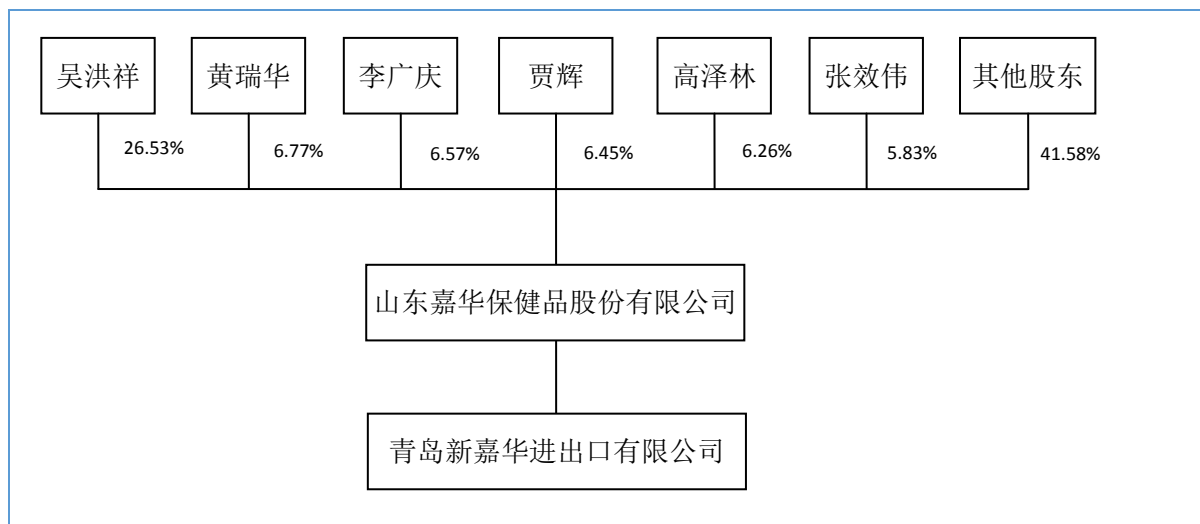 吴洪祥
黄瑞华
李广庆
贾辉
高泽林
张效伟
其他股东
26.53%
6.77%
6.57%
6.45%
6.26%
5.83%
41.58%
山东嘉华保健品股份有限公司
青岛新嘉华进出口有限公司